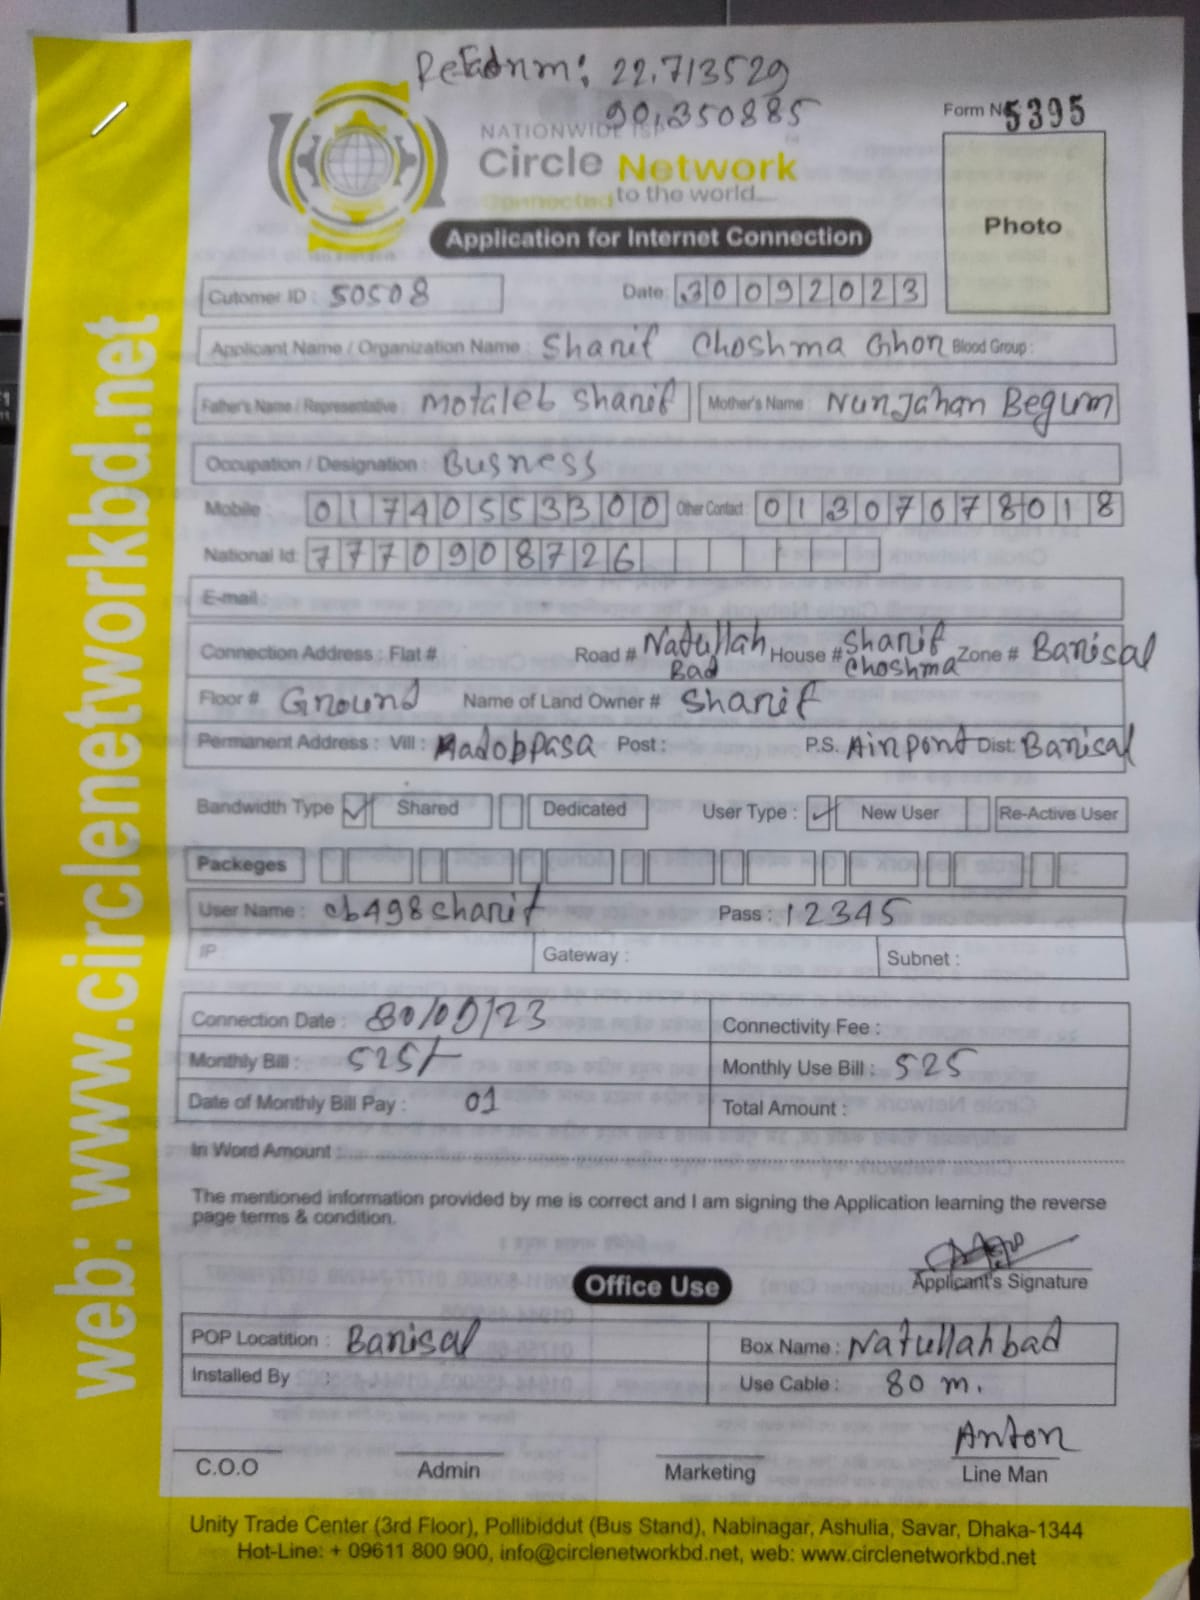 22.713529
90.350885
Form No 5395
NATIONWIDE ISP
Circle Network
Connected to the world....
Photo
Application for Internet Connection
Cutomer ID : 50508 Date: 30092023
Applicant Name / Organization Name : Sharif Choshma Ghor Blood Group :
Father's Name / Representative : Motaleb Sharif Mother's Name : Nurjahan Begum
Occupation / Designation : Busness
Mobile : 01740553300 Other Contact : 01307078018
National Id: 7770908726
E-mail :
Connection Address : Flat # Road # Natullah Bad House # Sharif Choshma Zone # Barisal
Floor # Ground Name of Land Owner # Sharif
Permanent Address : Vill : Madobpasa Post : P.S. Airport Dist: Barisal
Bandwidth Type Shared Dedicated User Type : New User Re-Active User
Packeges
User Name : cb498sharif Pass : 12345
IP Gateway : Subnet :
Connection Date : 30/09/23 Connectivity Fee :
Monthly Bill : 525/- Monthly Use Bill : 525
Date of Monthly Bill Pay : 01 Total Amount :
In Word Amount :
The mentioned information provided by me is correct and I am signing the Application learning the reverse
page terms & condition.
Applicant's Signature
Office Use
POP Locatition : Barisal Box Name : Natullahbad
Installed By Use Cable : 80 m.
Anton
C.O.O Admin Marketing Line Man
Unity Trade Center (3rd Floor), Pollibiddut (Bus Stand), Nabinagar, Ashulia, Savar, Dhaka-1344
Hot-Line: + 09611 800 900, info@circlenetworkbd.net, web: www.circlenetworkbd.net
web: www.circlenetworkbd.net